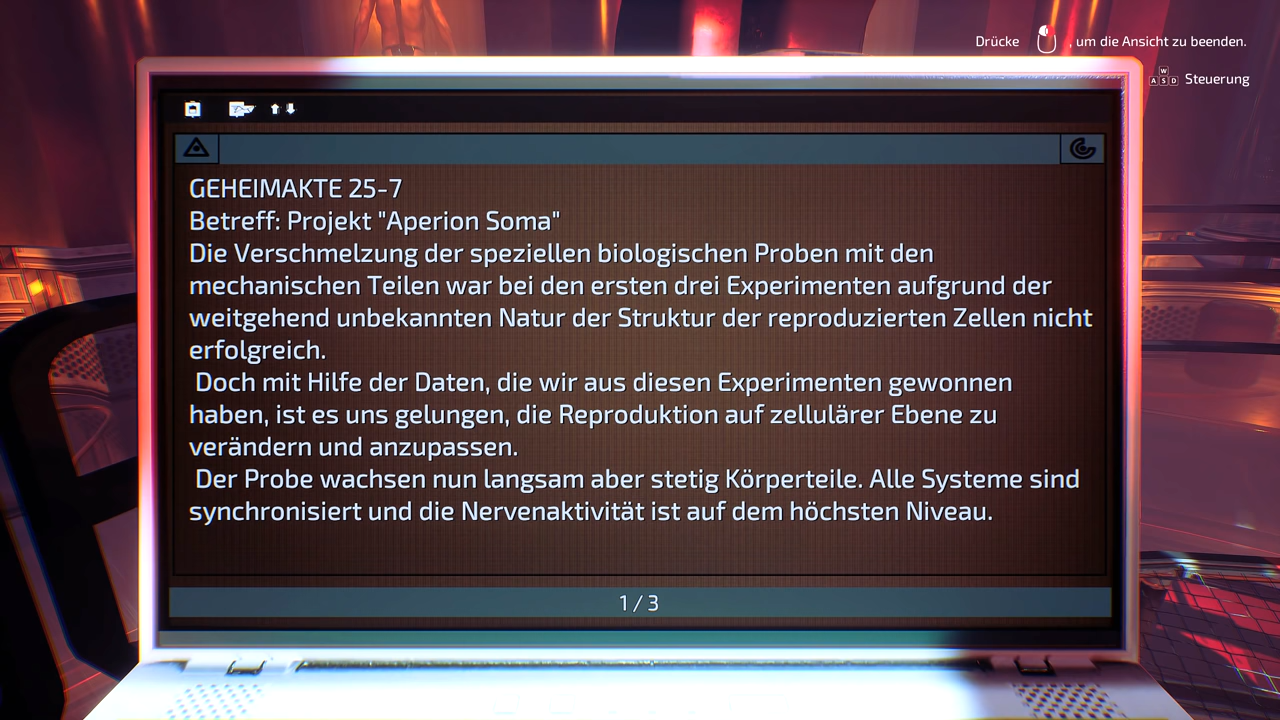 Drücke , um die Ansicht zu beenden.
W
A S D Steuerung
GEHEIMAKTE 25-7
Betreff: Projekt "Aperion Soma"
Die Verschmelzung der speziellen biologischen Proben mit den
mechanischen Teilen war bei den ersten drei Experimenten aufgrund der
weitgehend unbekannten Natur der Struktur der reproduzierten Zellen nicht
erfolgreich.
Doch mit Hilfe der Daten, die wir aus diesen Experimenten gewonnen
haben, ist es uns gelungen, die Reproduktion auf zellulärer Ebene zu
verändern und anzupassen.
Der Probe wachsen nun langsam aber stetig Körperteile. Alle Systeme sind
synchronisiert und die Nervenaktivität ist auf dem höchsten Niveau.
1 / 3